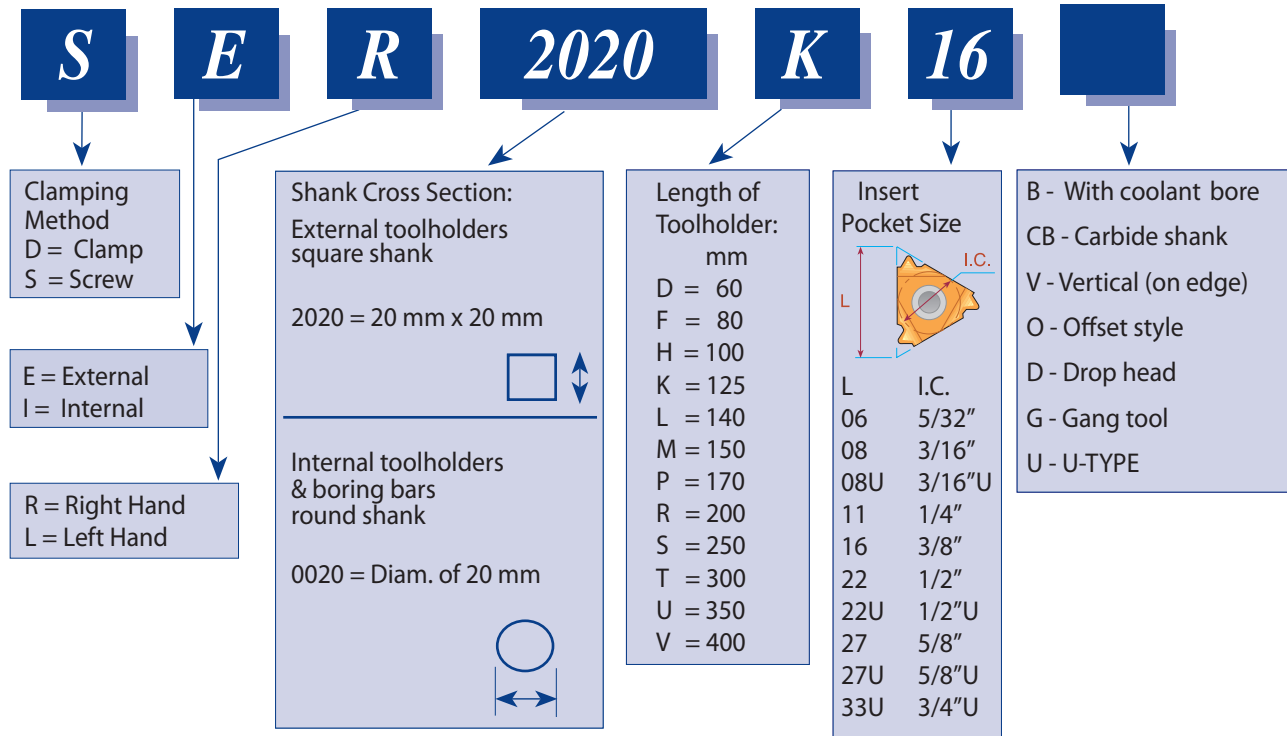 S E R 2020 K 16
Clamping
Method
D = Clamp
S = Screw
E = External
I = Internal
R = Right Hand
L = Left Hand
Shank Cross Section:
External toolholders
square shank
2020 = 20 mm x 20 mm
Internal toolholders
& boring bars
round shank
0020 = Diam. of 20 mm
Length of
Toolholder:
mm
D = 60
F = 80
H = 100
K = 125
L = 140
M = 150
P = 170
R = 200
S = 250
T = 300
U = 350
V = 400
Insert
Pocket Size
I.C.
L
L I.C.
06 5/32”
08 3/16”
08U 3/16”U
11 1/4”
16 3/8”
22 1/2”
22U 1/2”U
27 5/8”
27U 5/8”U
33U 3/4”U
B - With coolant bore
CB - Carbide shank
V - Vertical (on edge)
O - Offset style
D - Drop head
G - Gang tool
U - U-TYPE